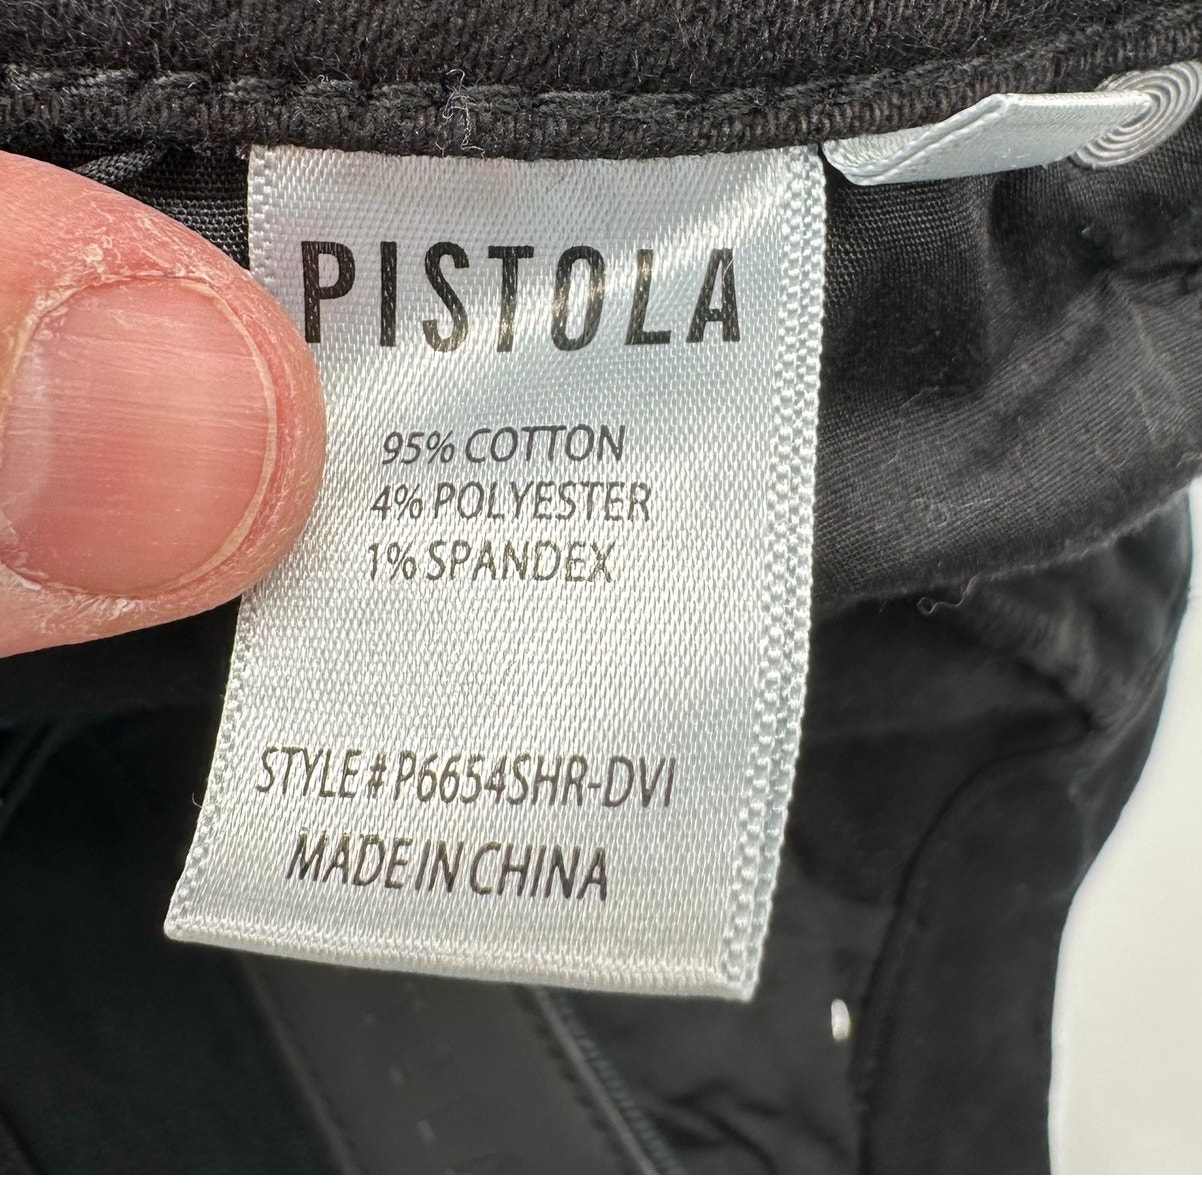 PISTOLA
95% COTTON
4% POLYESTER
1% SPANDEX
STYLE # P6654SHR-DVI
MADE IN CHINA